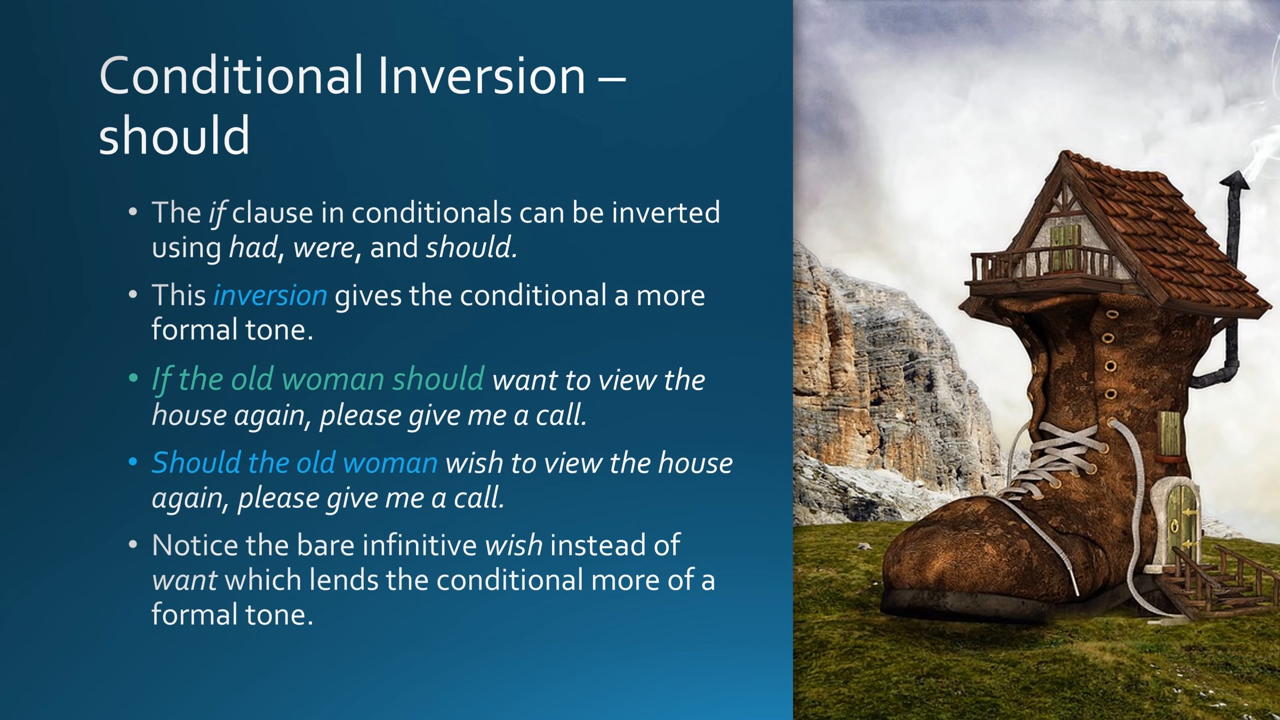 Conditional Inversion –
should
• The if clause in conditionals can be inverted
using had, were, and should.
• This inversion gives the conditional a more
formal tone.
• If the old woman should want to view the
house again, please give me a call.
• Should the old woman wish to view the house
again, please give me a call.
• Notice the bare infinitive wish instead of
want which lends the conditional more of a
formal tone.